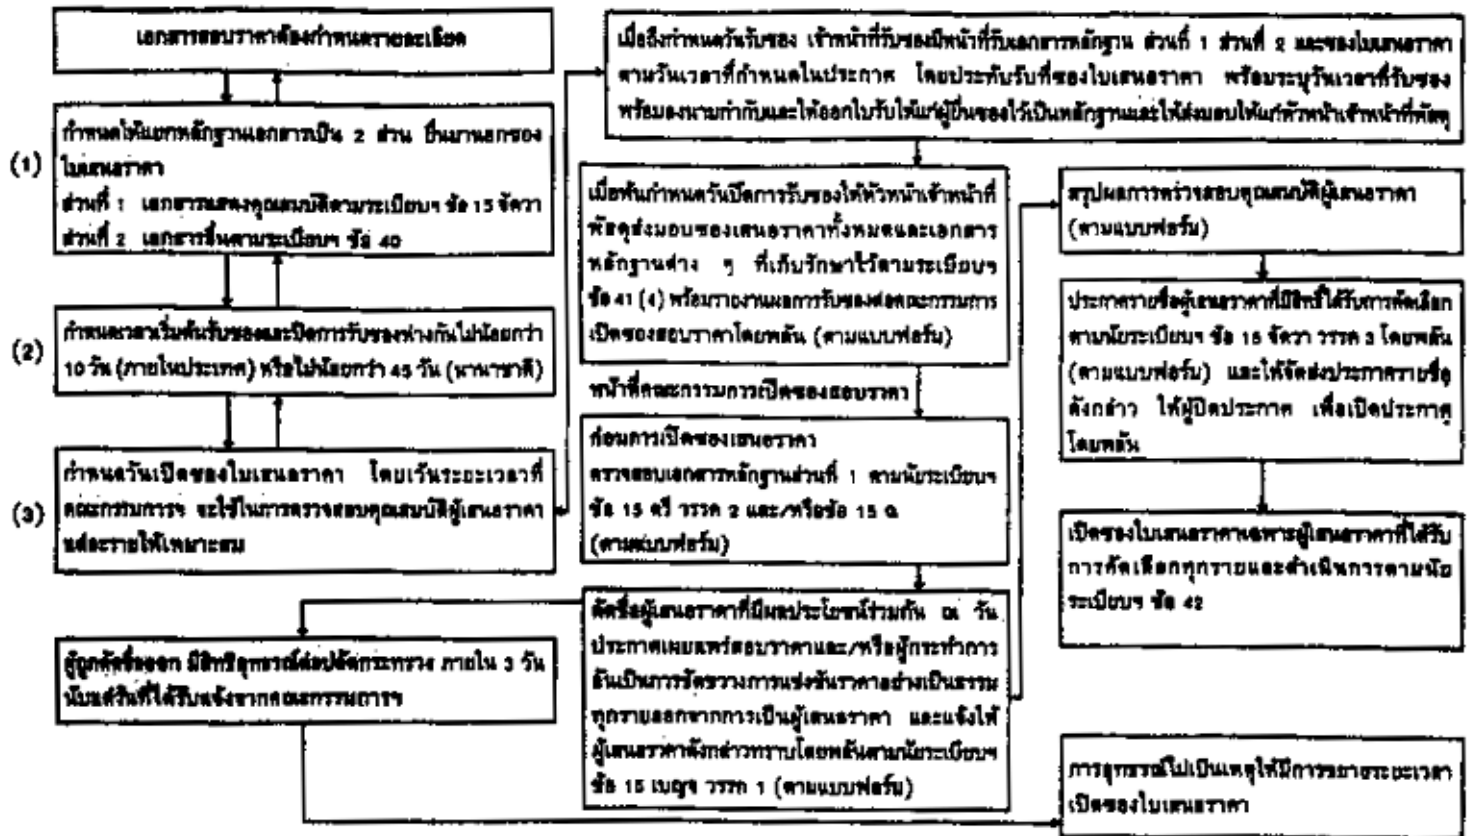 เอกสารสอบราคาต้องกำหนดรายละเอียด
(1)
กำหนดให้แยกหลักฐานเอกสารเป็น 2 ส่วน ยื่นมานอกซอง
ใบเสนอราคา
ส่วนที่ 1 เอกสารแสดงคุณสมบัติตามระเบียบฯ ข้อ 15 จัตวา
ส่วนที่ 2 เอกสารอื่นตามระเบียบฯ ข้อ 40
(2)
กำหนดเวลาเริ่มต้นรับซองและปิดการรับซองห่างกันไม่น้อยกว่า
10 วัน (ภายในประเทศ) หรือไม่น้อยกว่า 45 วัน (นานาชาติ)
(3)
กำหนดวันเปิดซองใบเสนอราคา โดยเว้นระยะเวลาที่
คณะกรรมการฯ จะใช้ในการตรวจสอบคุณสมบัติผู้เสนอราคา
แต่ละรายให้เหมาะสม
เมื่อถึงกำหนดวันรับซอง เจ้าหน้าที่รับซองมีหน้าที่รับเอกสารหลักฐาน ส่วนที่ 1 ส่วนที่ 2 และซองใบเสนอราคา
ตามวันเวลาที่กำหนดในประกาศ โดยประทับรับที่ซองใบเสนอราคา พร้อมระบุวันเวลาที่รับซอง
พร้อมลงนามกำกับและให้ออกใบรับให้แก่ผู้ยื่นซองไว้เป็นหลักฐานและให้ส่งมอบให้แก่หัวหน้าเจ้าหน้าที่พัสดุ
เมื่อพ้นกำหนดวันปิดการรับซองให้หัวหน้าเจ้าหน้าที่
พัสดุส่งมอบซองเสนอราคาทั้งหมดและเอกสาร
หลักฐานต่าง ๆ ที่เก็บรักษาไว้ตามระเบียบฯ
ข้อ 41 (4) พร้อมรายงานผลการรับซองต่อคณะกรรมการ
เปิดซองสอบราคาโดยพลัน (ตามแบบฟอร์ม)
หน้าที่คณะกรรมการเปิดซองสอบราคา
ก่อนการเปิดซองเสนอราคา
ตรวจสอบเอกสารหลักฐานส่วนที่ 1 ตามนัยระเบียบฯ
ข้อ 15 ตรี วรรค 2 และ/หรือข้อ 15 ฉ
(ตามแบบฟอร์ม)
ตัดชื่อผู้เสนอราคาที่มีผลประโยชน์ร่วมกัน ณ วัน
ประกาศเผยแพร่สอบราคาและ/หรือผู้กระทำการ
อันเป็นการขัดขวางการแข่งขันราคาอย่างเป็นธรรม
ทุกรายออกจากการเป็นผู้เสนอราคา และแจ้งให้
ผู้เสนอราคาดังกล่าวทราบโดยพลันตามนัยระเบียบฯ
ข้อ 15 เบญจ วรรค 1 (ตามแบบฟอร์ม)
ผู้ถูกตัดชื่อออก มีสิทธิอุทธรณ์ต่อปลัดกระทรวง ภายใน 3 วัน
นับแต่วันที่ได้รับแจ้งจากคณะกรรมการฯ
สรุปผลการตรวจสอบคุณสมบัติผู้เสนอราคา
(ตามแบบฟอร์ม)
ประกาศรายชื่อผู้เสนอราคาที่มีสิทธิ์ได้รับการคัดเลือก
ตามนัยระเบียบฯ ข้อ 15 จัตวา วรรค 3 โดยพลัน
(ตามแบบฟอร์ม) และให้จัดส่งประกาศรายชื่อ
ดังกล่าว ให้ผู้ปิดประกาศ เพื่อเปิดประกาศ
โดยพลัน
เปิดซองใบเสนอราคาเฉพาะผู้เสนอราคาที่ได้รับ
การคัดเลือกทุกรายและดำเนินการตามนัย
ระเบียบฯ ข้อ 42
การอุทธรณ์ไม่เป็นเหตุให้มีการขยายระยะเวลา
เปิดซองใบเสนอราคา